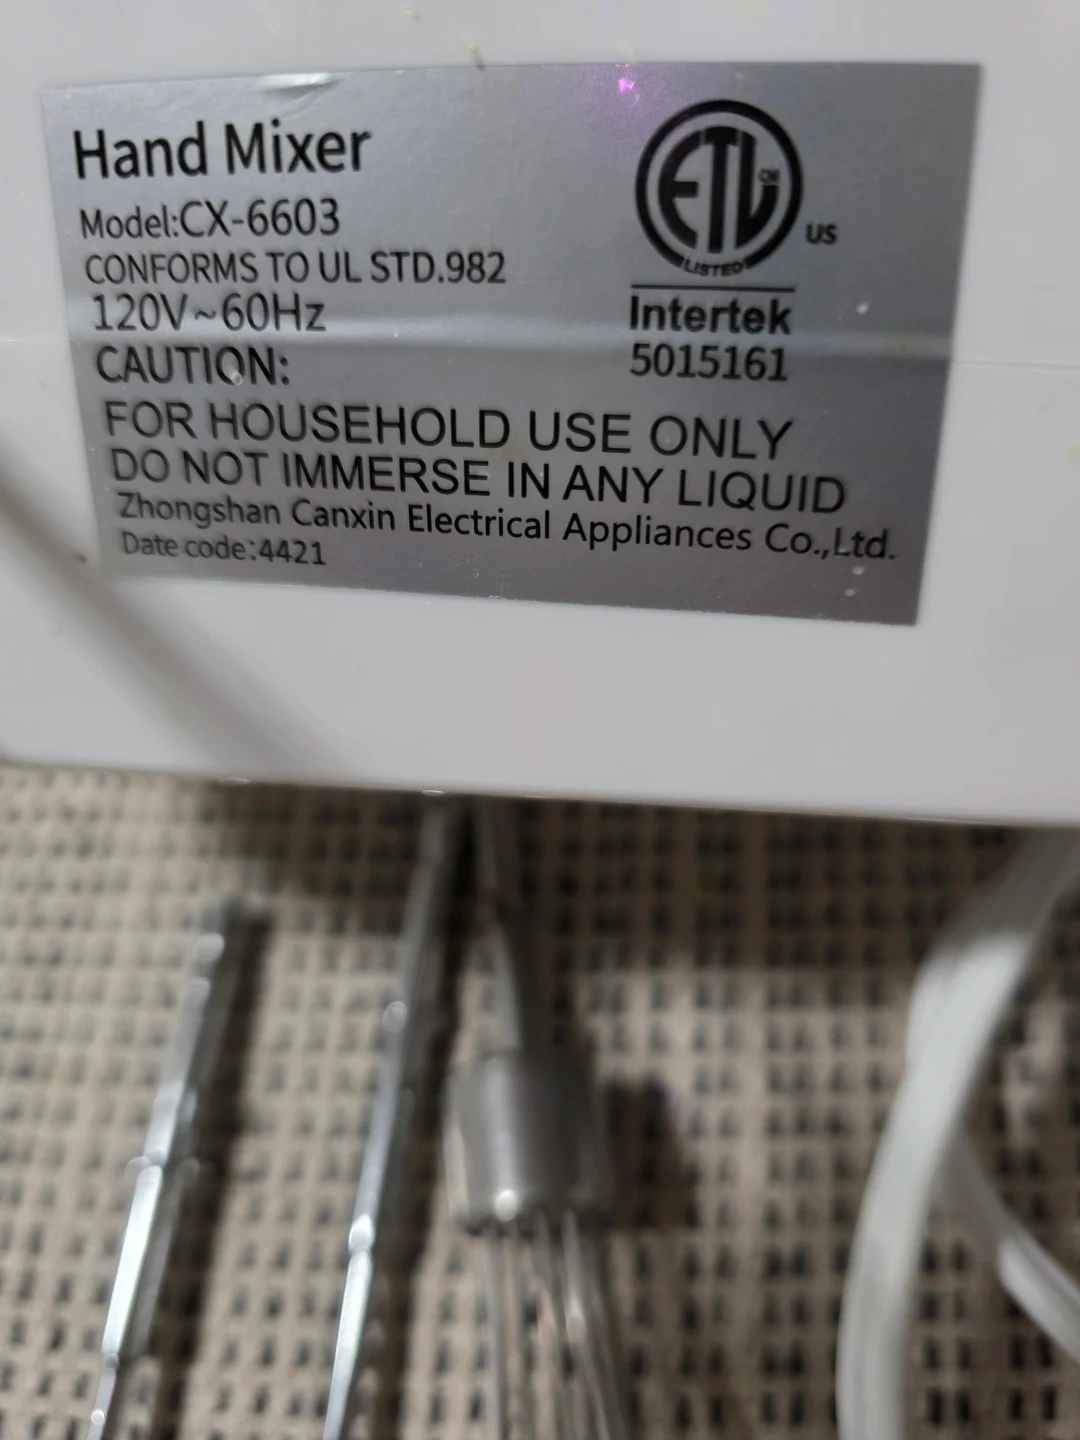 Hand Mixer
Model:CX-6603
CONFORMS TO UL STD.982
120V~60Hz
CAUTION:
FOR HOUSEHOLD USE ONLY
DO NOT IMMERSE IN ANY LIQUID
Zhongshan Canxin Electrical Appliances Co.,Ltd.
Date code:4421
ETL CM
US
LISTED
Intertek
5015161